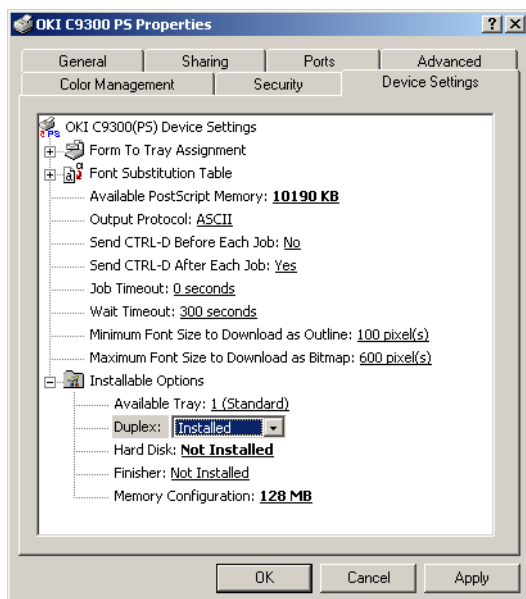 OKI C9300 PS Properties
General Sharing Ports Advanced
Color Management Security Device Settings
OKI C9300(PS) Device Settings
Form To Tray Assignment
Font Substitution Table
Available PostScript Memory: 10190 KB
Output Protocol: ASCII
Send CTRL-D Before Each Job: No
Send CTRL-D After Each Job: Yes
Job Timeout: 0 seconds
Wait Timeout: 300 seconds
Minimum Font Size to Download as Outline: 100 pixel(s)
Maximum Font Size to Download as Bitmap: 600 pixel(s)
Installable Options
Available Tray: 1 (Standard)
Duplex: Installed
Hard Disk: Not Installed
Finisher: Not Installed
Memory Configuration: 128 MB
OK Cancel Apply